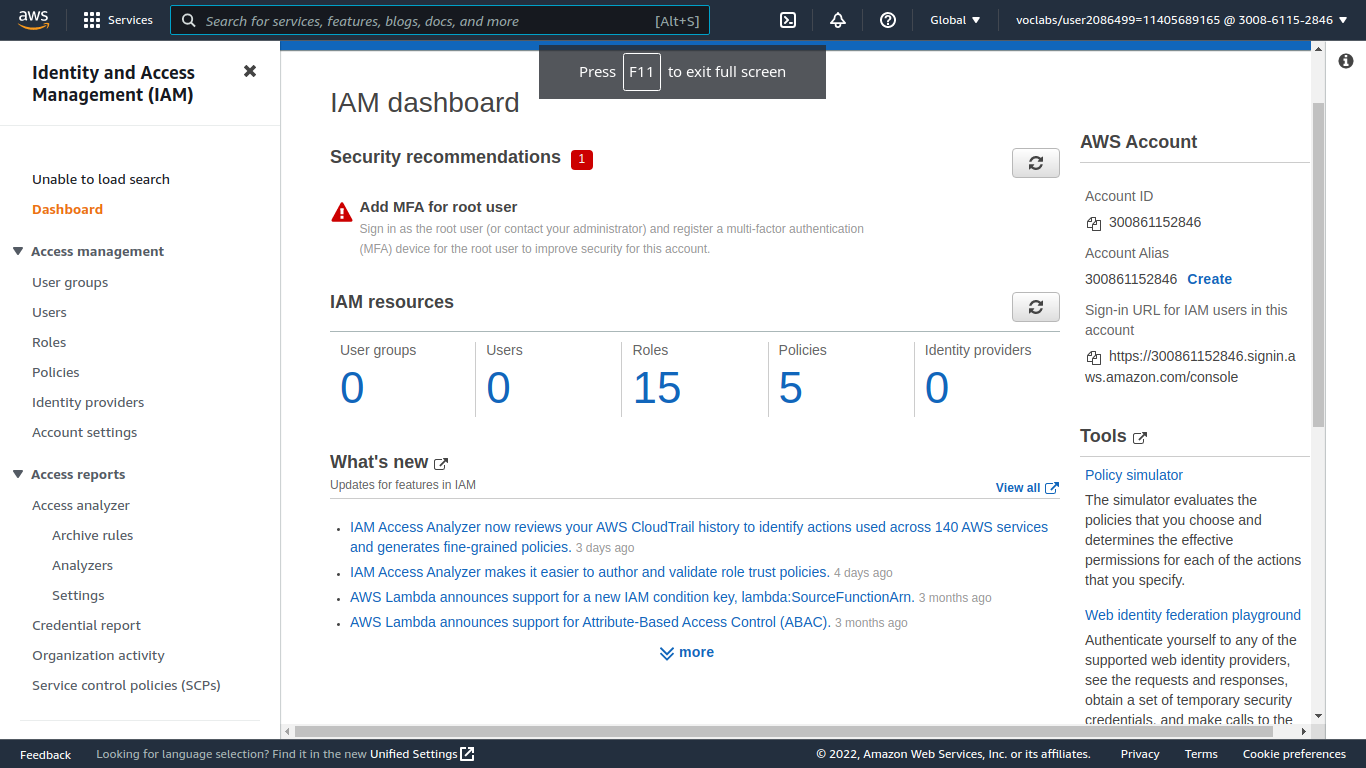 aws
Services
Search for services, features, blogs, docs, and more
[Alt+S]
Global
voclabs/user2086499=11405689165 @ 3008-6115-2846
Press F11 to exit full screen
Identity and Access
Management (IAM)
Unable to load search
Dashboard
Access management
User groups
Users
Roles
Policies
Identity providers
Account settings
Access reports
Access analyzer
Archive rules
Analyzers
Settings
Credential report
Organization activity
Service control policies (SCPs)
IAM dashboard
Security recommendations 1
Add MFA for root user
Sign in as the root user (or contact your administrator) and register a multi-factor authentication
(MFA) device for the root user to improve security for this account.
IAM resources
User groups
0
Users
0
Roles
15
Policies
5
Identity providers
0
What's new
Updates for features in IAM
View all
IAM Access Analyzer now reviews your AWS CloudTrail history to identify actions used across 140 AWS services
and generates fine-grained policies. 3 days ago
IAM Access Analyzer makes it easier to author and validate role trust policies. 4 days ago
AWS Lambda announces support for a new IAM condition key, lambda:SourceFunctionArn. 3 months ago
AWS Lambda announces support for Attribute-Based Access Control (ABAC). 3 months ago
more
AWS Account
Account ID
300861152846
Account Alias
300861152846 Create
Sign-in URL for IAM users in this
account
https://300861152846.signin.a
ws.amazon.com/console
Tools
Policy simulator
The simulator evaluates the
policies that you choose and
determines the effective
permissions for each of the actions
that you specify.
Web identity federation playground
Authenticate yourself to any of the
supported web identity providers,
see the requests and responses,
obtain a set of temporary security
credentials, and make calls to the
Feedback
Looking for language selection? Find it in the new Unified Settings
© 2022, Amazon Web Services, Inc. or its affiliates.
Privacy
Terms
Cookie preferences